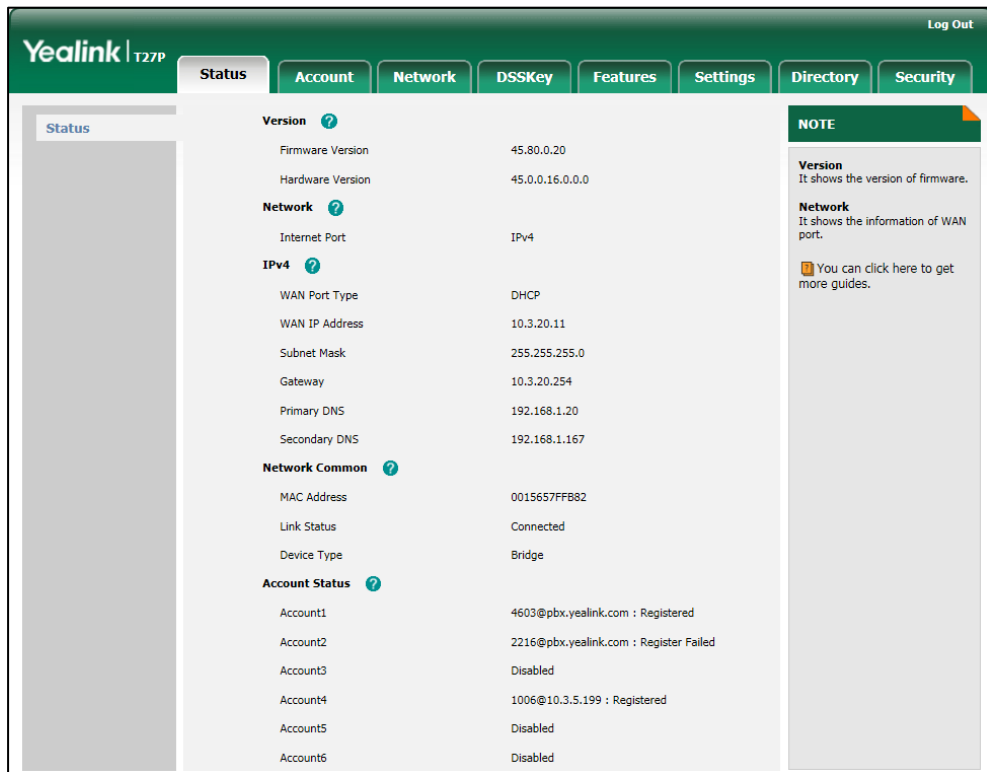 Log Out
Yealink T27P
Status Account Network DSSKey Features Settings Directory Security
Status
Version ?
Firmware Version 45.80.0.20
Hardware Version 45.0.0.16.0.0.0
Network ?
Internet Port IPv4
IPv4 ?
WAN Port Type DHCP
WAN IP Address 10.3.20.11
Subnet Mask 255.255.255.0
Gateway 10.3.20.254
Primary DNS 192.168.1.20
Secondary DNS 192.168.1.167
Network Common ?
MAC Address 0015657FFB82
Link Status Connected
Device Type Bridge
Account Status ?
Account1 4603@pbx.yealink.com : Registered
Account2 2216@pbx.yealink.com : Register Failed
Account3 Disabled
Account4 1006@10.3.5.199 : Registered
Account5 Disabled
Account6 Disabled
NOTE
Version
It shows the version of firmware.
Network
It shows the information of WAN
port.
? You can click here to get
more guides.